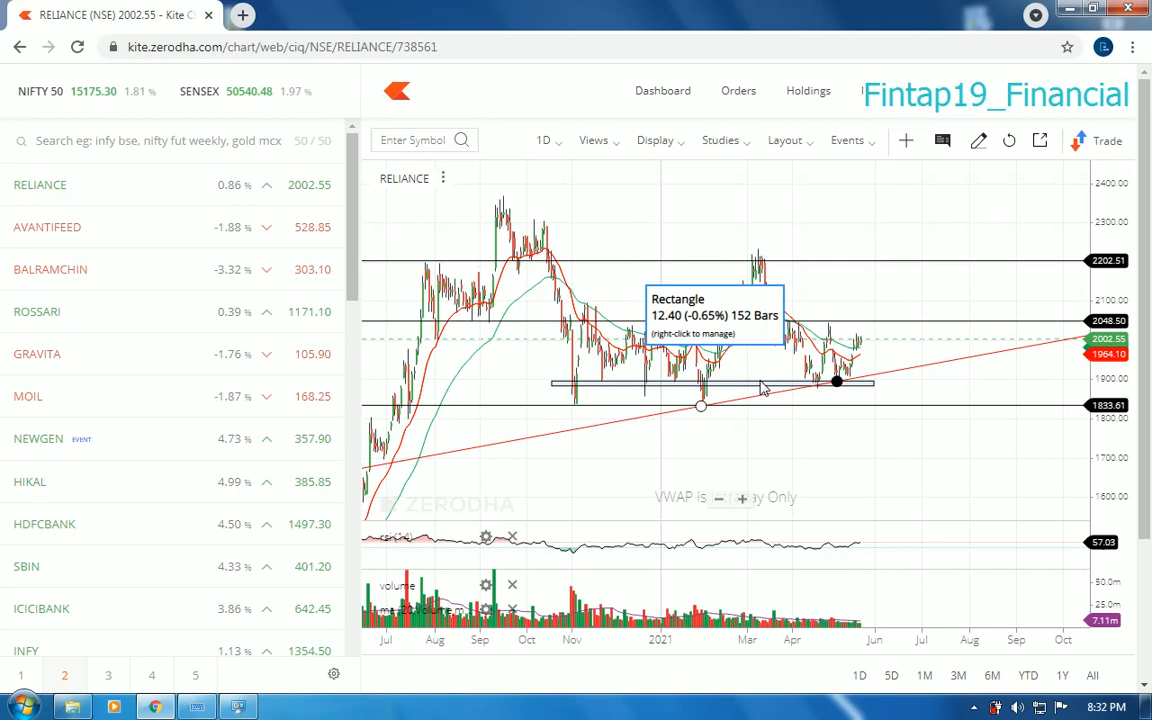 RELIANCE (NSE) 2002.55 - Kite C
kite.zerodha.com/chart/web/ciq/NSE/RELIANCE/738561
NIFTY 50 15175.30 1.81 % SENSEX 50540.48 1.97 %
Dashboard Orders Holdings
Fintap19_Financial
Search eg: infy bse, nifty fut weekly, gold mcx 50 / 50
Enter Symbol 1D Views Display Studies Layout Events Trade
RELIANCE 0.86 % 2002.55
AVANTIFEED -1.88 % 528.85
BALRAMCHIN -3.32 % 303.10
ROSSARI 0.39 % 1171.10
GRAVITA -1.76 % 105.90
MOIL -1.87 % 168.25
NEWGEN EVENT 4.73 % 357.90
HIKAL 4.99 % 385.85
HDFCBANK 4.50 % 1497.30
SBIN 4.33 % 401.20
ICICIBANK 3.86 % 642.45
INFY 1.13 % 1354.50
1 2 3 4 5
RELIANCE
Rectangle
12.40 (-0.65%) 152 Bars
(right-click to manage)
2400.00
2300.00
2202.51
2100.00
2048.50
2002.55
1964.10
1900.00
1833.61
1700.00
1600.00
ZERODHA
VWAP is
ay Only
rsi (14)
57.03
volume
50.0m
25.0m
7.11m
Jul Aug Sep Oct Nov 2021 Mar Apr Jun Jul Aug Sep Oct
1D 5D 1M 3M 6M YTD 1Y All
8:32 PM